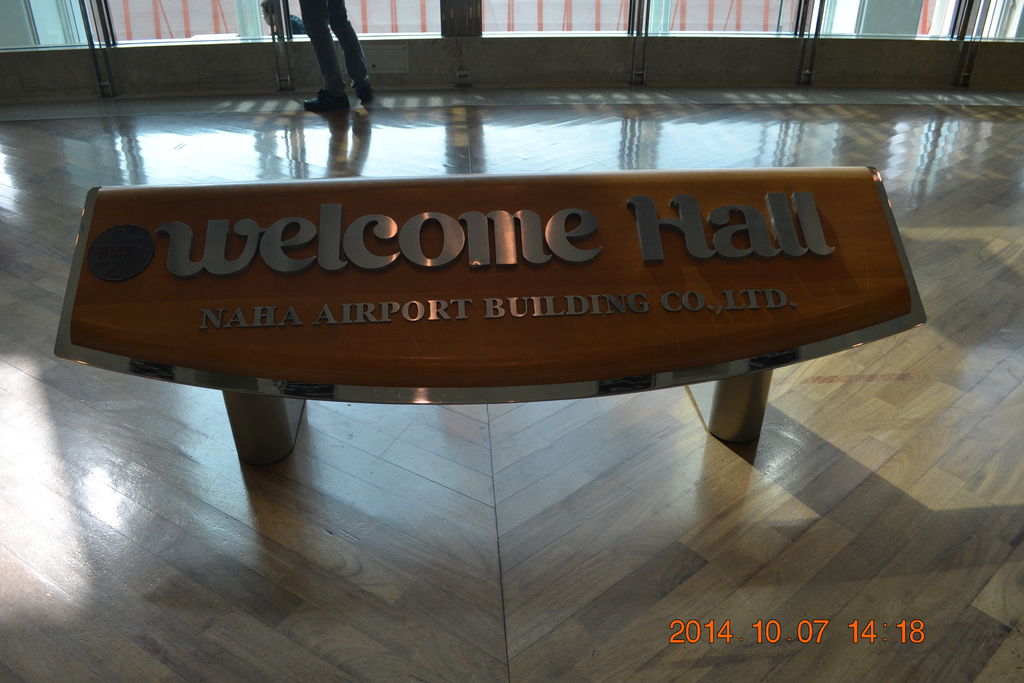 welcome Hall
NAHA AIRPORT BUILDING CO.,LTD.
2014.10.07 14:18